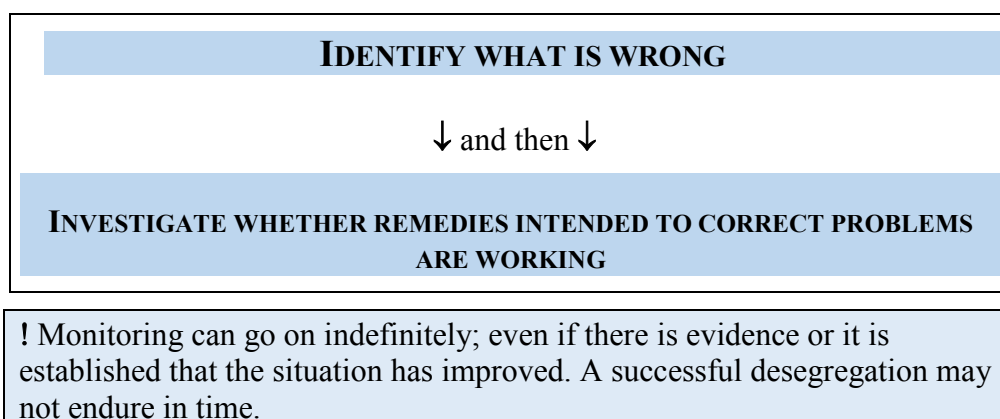 IDENTIFY WHAT IS WRONG
↓ and then ↓
INVESTIGATE WHETHER REMEDIES INTENDED TO CORRECT PROBLEMS
ARE WORKING
! Monitoring can go on indefinitely; even if there is evidence or it is
established that the situation has improved. A successful desegregation may
not endure in time.